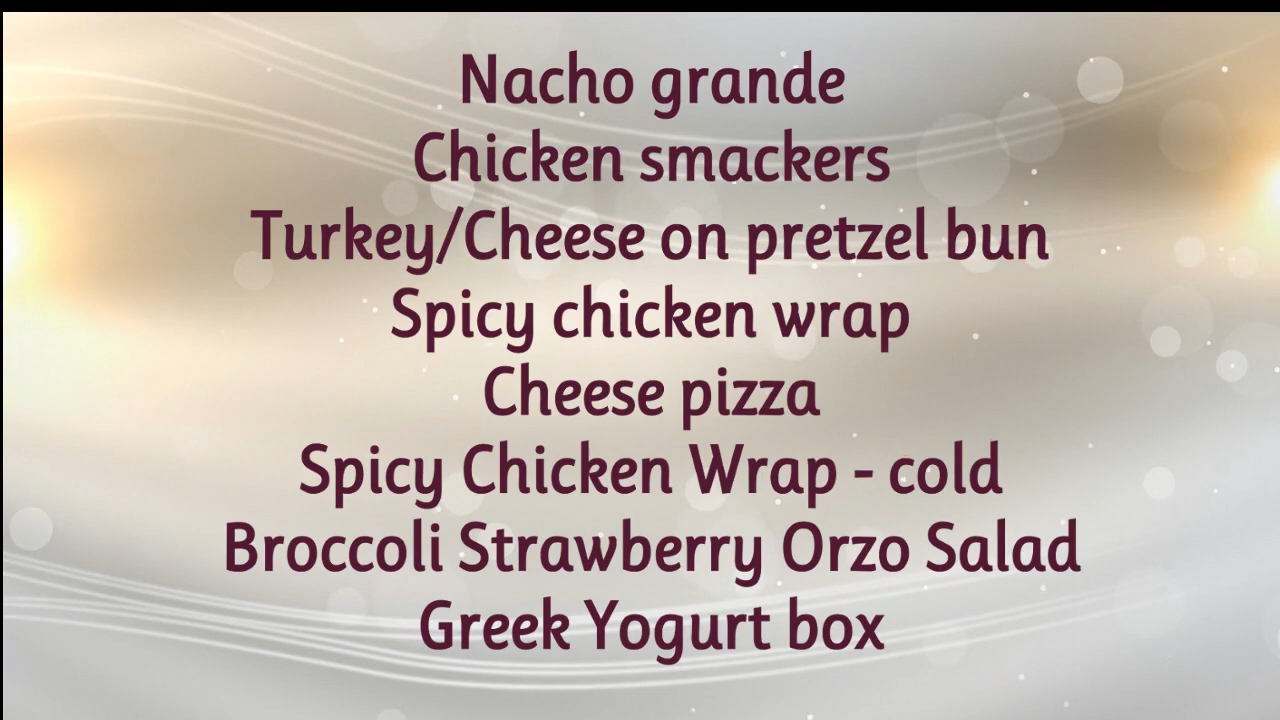 Nacho grande
Chicken smackers
Turkey/Cheese on pretzel bun
Spicy chicken wrap
Cheese pizza
Spicy Chicken Wrap - cold
Broccoli Strawberry Orzo Salad
Greek Yogurt box